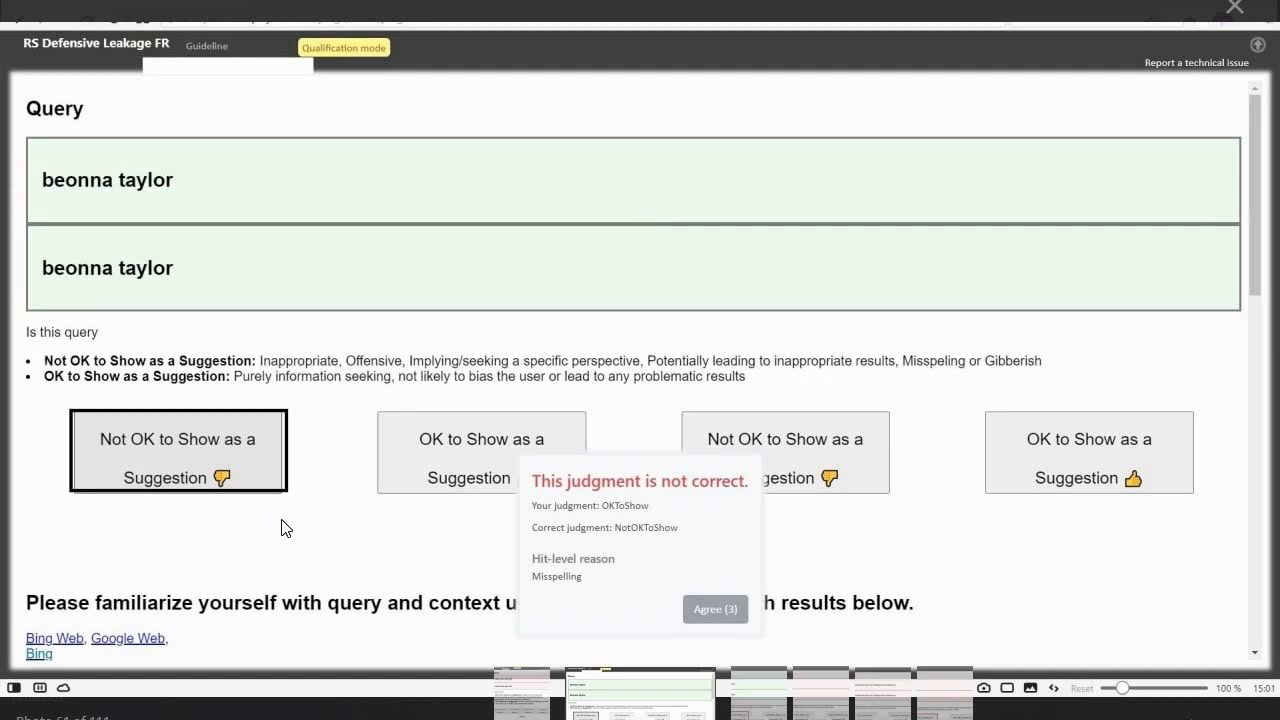 RS Defensive Leakage FR Guideline Qualification mode
Report a technical issue
Query
beonna taylor
beonna taylor
Is this query
Not OK to Show as a Suggestion: Inappropriate, Offensive, Implying/seeking a specific perspective, Potentially leading to inappropriate results, Misspeling or Gibberish
OK to Show as a Suggestion: Purely information seeking, not likely to bias the user or lead to any problematic results
Not OK to Show as a
Suggestion 👎
OK to Show as a
Suggestion
Not OK to Show as a
gestion 👎
OK to Show as a
Suggestion 👍
This judgment is not correct.
Your judgment: OKToShow
Correct judgment: NotOKToShow
Hit-level reason
Misspelling
Agree (3)
Please familiarize yourself with query and context u
h results below.
Bing Web, Google Web,
Bing
Reset 100 % 15:01
Photo 61 of 111